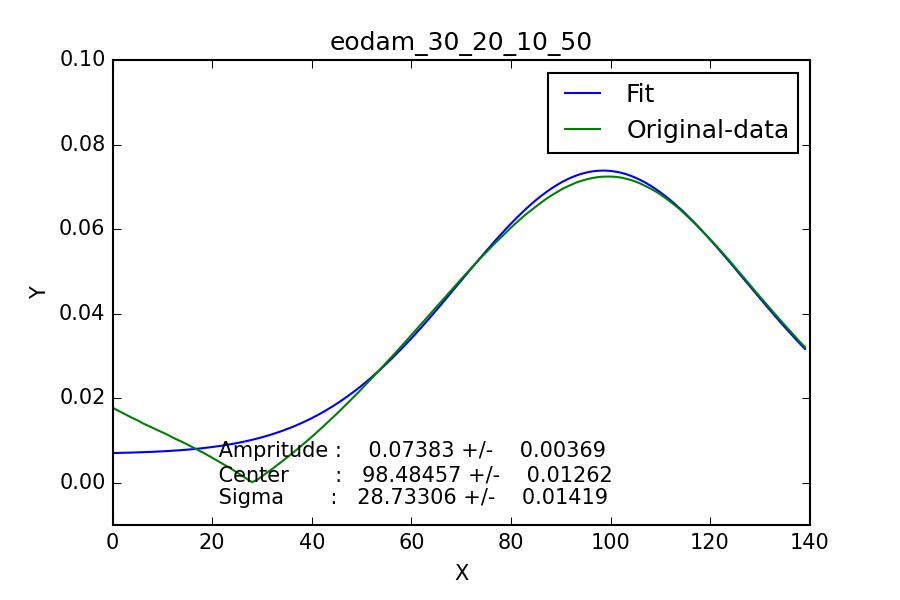 eodam_30_20_10_50
0.10
0.08
0.06
0.04
0.02
0.00
Y
Fit
Original-data
Ampritude : 0.07383 +/- 0.00369
Center : 98.48457 +/- 0.01262
Sigma : 28.73306 +/- 0.01419
0 20 40 60 80 100 120 140
X